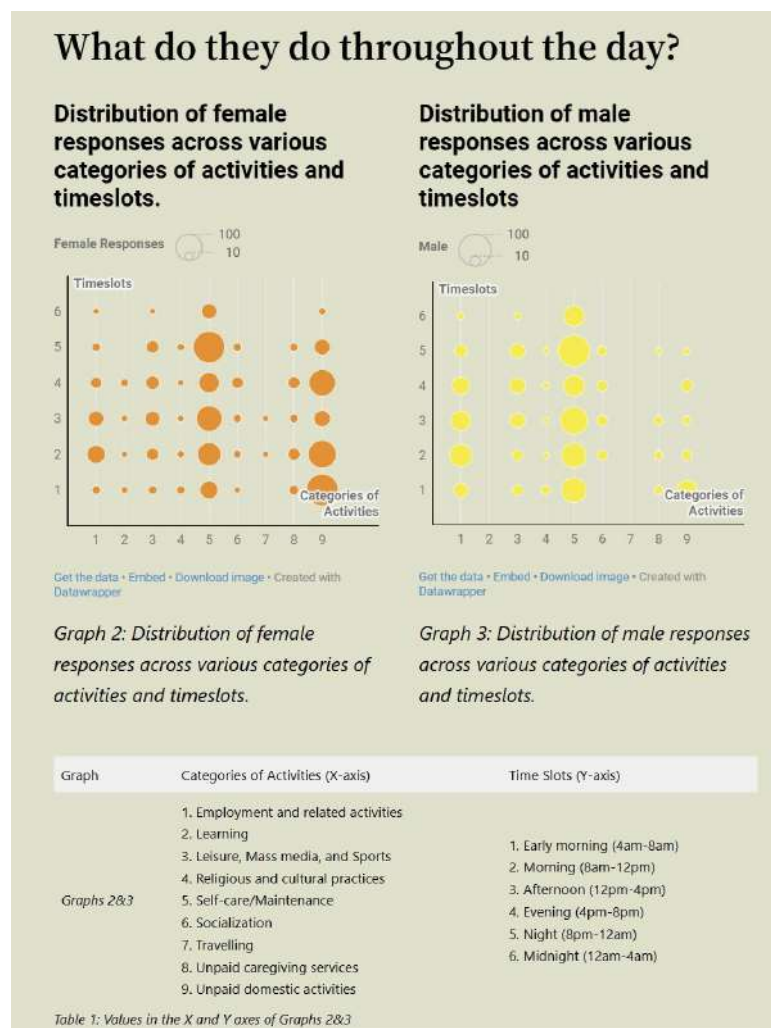 What do they do throughout the day?
Distribution of female
responses across various
categories of activities and
timeslots.
Female Responses
100
10
Timeslots
6
5
4
3
2
1
Categories of
Activities
1 2 3 4 5 6 7 8 9
Get the data • Embed • Download image • Created with
Datawrapper
Graph 2: Distribution of female
responses across various categories of
activities and timeslots.
Distribution of male
responses across various
categories of activities and
timeslots
Male
100
10
Timeslots
6
5
4
3
2
1
Categories of
Activities
1 2 3 4 5 6 7 8 9
Get the data • Embed • Download image • Created with
Datawrapper
Graph 3: Distribution of male responses
across various categories of activities
and timeslots.
Graph Categories of Activities (X-axis) Time Slots (Y-axis)
Graphs 2&3
1. Employment and related activities
2. Learning
3. Leisure, Mass media, and Sports
4. Religious and cultural practices
5. Self-care/Maintenance
6. Socialization
7. Travelling
8. Unpaid caregiving services
9. Unpaid domestic activities
1. Early morning (4am-8am)
2. Morning (8am-12pm)
3. Afternoon (12pm-4pm)
4. Evening (4pm-8pm)
5. Night (8pm-12am)
6. Midnight (12am-4am)
Table 1: Values in the X and Y axes of Graphs 2&3